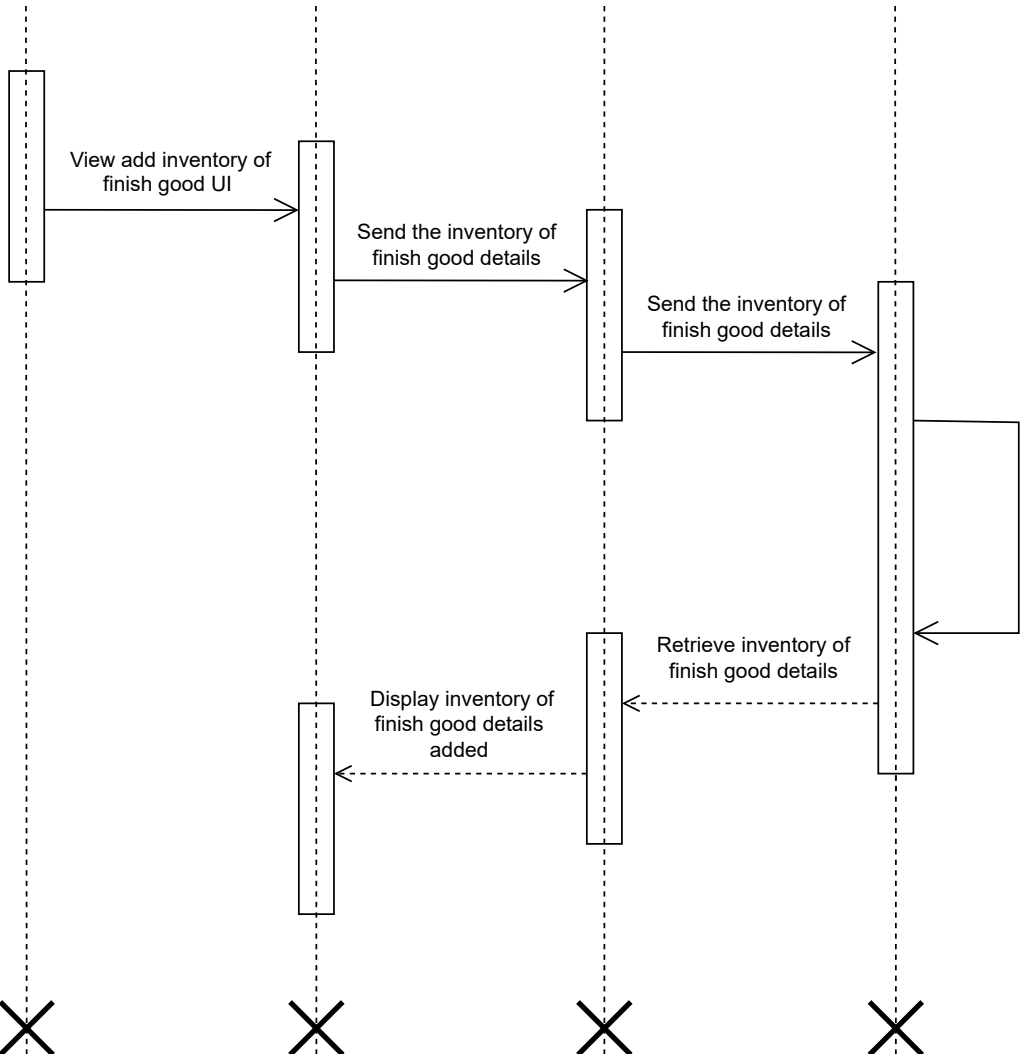 View add inventory of
finish good UI
Send the inventory of
finish good details
Send the inventory of
finish good details
Retrieve inventory of
finish good details
Display inventory of
finish good details
added